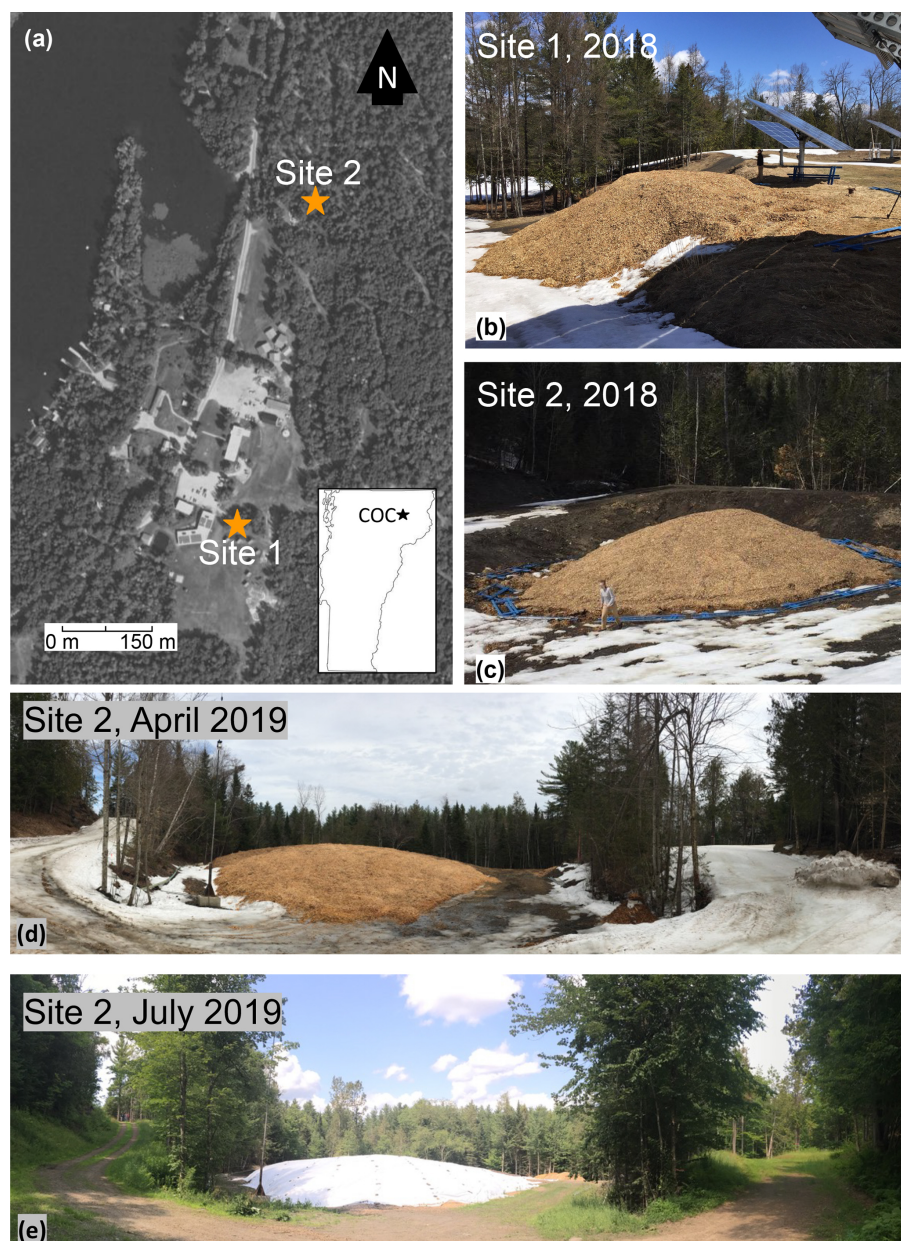 (a)
N
Site 2
Site 1
COC
0 m 150 m
Site 1, 2018
(b)
Site 2, 2018
(c)
Site 2, April 2019
(d)
Site 2, July 2019
(e)